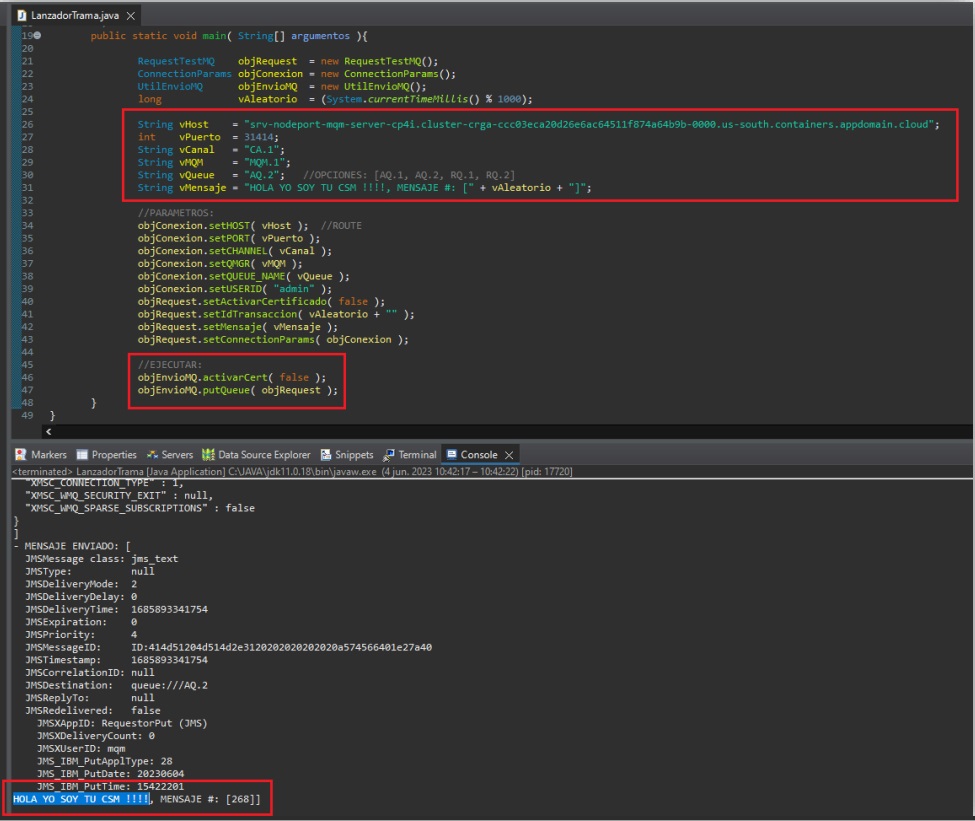 LanzadorTrama.java
19 public static void main( String[] argumentos ){
20
21 RequestTestMQ objRequest = new RequestTestMQ();
22 ConnectionParams objConexion = new ConnectionParams();
23 UtilEnvioMQ objEnvioMQ = new UtilEnvioMQ();
24 long vAleatorio = (System.currentTimeMillis() % 1000);
25
26 String vHost = "srv-nodeport-mqm-server-cp4i.cluster-crga-ccc03eca20d26e6ac64511f874a64b9b-0000.us-south.containers.appdomain.cloud";
27 int vPuerto = 31414;
28 String vCanal = "CA.1";
29 String vMQM = "MQM.1";
30 String vQueue = "AQ.2"; //OPCIONES: [AQ.1, AQ.2, RQ.1, RQ.2]
31 String vMensaje = "HOLA YO SOY TU CSM !!!!, MENSAJE #: [" + vAleatorio + "]";
32
33 //PARAMETROS:
34 objConexion.setHOST( vHost ); //ROUTE
35 objConexion.setPORT( vPuerto );
36 objConexion.setCHANNEL( vCanal );
37 objConexion.setQMGR( vMQM );
38 objConexion.setQUEUE_NAME( vQueue );
39 objConexion.setUSERID( "admin" );
40 objRequest.setActivarCertificado( false );
41 objRequest.setIdTransaccion( vAleatorio + "" );
42 objRequest.setMensaje( vMensaje );
43 objRequest.setConnectionParams( objConexion );
44
45 //EJECUTAR:
46 objEnvioMQ.activarCert( false );
47 objEnvioMQ.putQueue( objRequest );
48 }
49 }
Markers Properties Servers Data Source Explorer Snippets Terminal Console
<terminated> LanzadorTrama [Java Application] C:\JAVA\jdk11.0.18\bin\javaw.exe (4 jun. 2023 10:42:17 – 10:42:22) [pid: 17720]
"XMSC_CONNECTION_TYPE" : 1,
"XMSC_WMQ_SECURITY_EXIT" : null,
"XMSC_WMQ_SPARSE_SUBSCRIPTIONS" : false
}
]
- MENSAJE ENVIADO: [
JMSMessage class: jms_text
JMSType: null
JMSDeliveryMode: 2
JMSDeliveryDelay: 0
JMSDeliveryTime: 1685893341754
JMSExpiration: 0
JMSPriority: 4
JMSMessageID: ID:414d51204d514d2e3120202020202020a574566401e27a40
JMSTimestamp: 1685893341754
JMSCorrelationID: null
JMSDestination: queue:///AQ.2
JMSReplyTo: null
JMSRedelivered: false
JMSXAppID: RequestorPut (JMS)
JMSXDeliveryCount: 0
JMSXUserID: mqm
JMS_IBM_PutApplType: 28
JMS_IBM_PutDate: 20230604
JMS_IBM_PutTime: 15422201
HOLA YO SOY TU CSM !!!!, MENSAJE #: [268]]